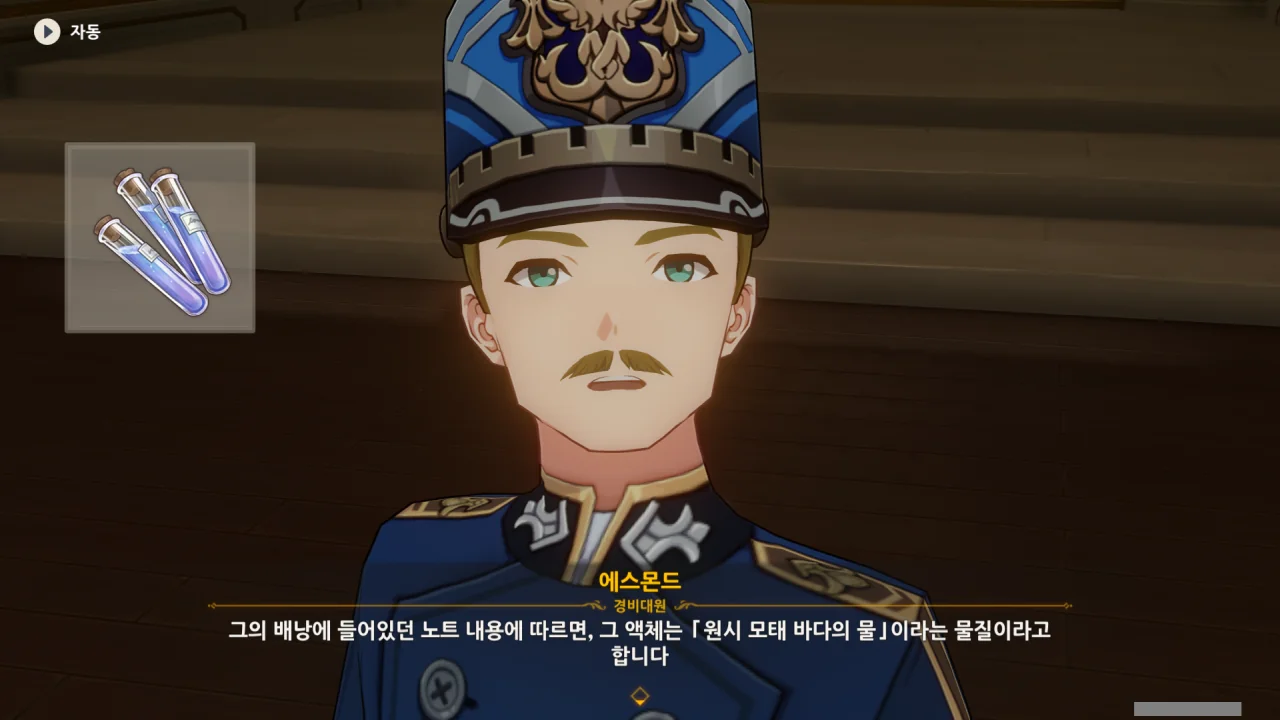 자동
에스몬드
경비대원
그의 배낭에 들어있던 노트 내용에 따르면, 그 액체는 「원시 모태 바다의 물」이라는 물질이라고
합니다